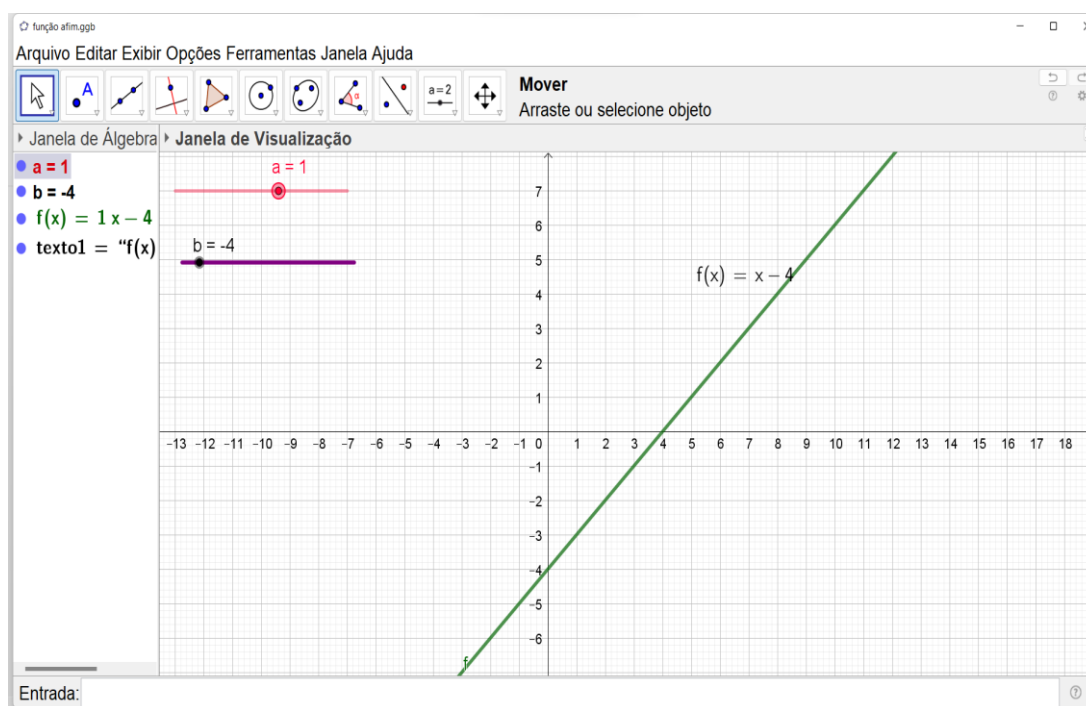 função afim.ggb
Arquivo Editar Exibir Opções Ferramentas Janela Ajuda
A
α
a=2
Mover
Arraste ou selecione objeto
Janela de Álgebra
Janela de Visualização
a = 1
b = -4
f(x) = 1 x − 4
texto1 = “f(x)
a = 1
b = -4
f(x) = x − 4
7
6
5
4
3
2
1
−13 −12 −11 −10 −9 −8 −7 −6 −5 −4 −3 −2 −1 0 1 2 3 4 5 6 7 8 9 10 11 12 13 14 15 16 17 18
−1
−2
−3
−4
−5
−6
f
Entrada: